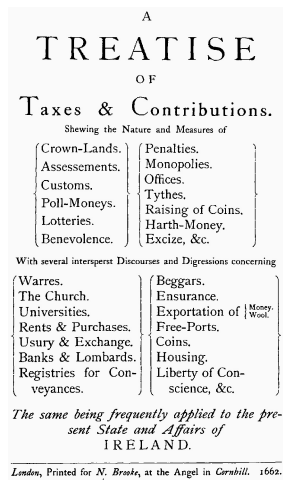 A
TREATISE
OF
Taxes & Contributions.
Shewing the Nature and Measures of
Crown-Lands.
Assessements.
Customs.
Poll-Moneys.
Lotteries.
Benevolence.
Penalties.
Monopolies.
Offices.
Tythes.
Raising of Coins.
Harth-Money.
Excize, &c.
With several intersperst Discourses and Digressions concerning
Warres.
The Church.
Universities.
Rents & Purchases.
Usury & Exchange.
Banks & Lombards.
Registries for Con-
veyances.
Beggars.
Ensurance.
Exportation of {Money. Wool.
Free-Ports.
Coins.
Housing.
Liberty of Con-
science, &c.
The same being frequently applied to the pre-
sent State and Affairs of
IRELAND.
London, Printed for N. Brooke, at the Angel in Cornhill. 1662.